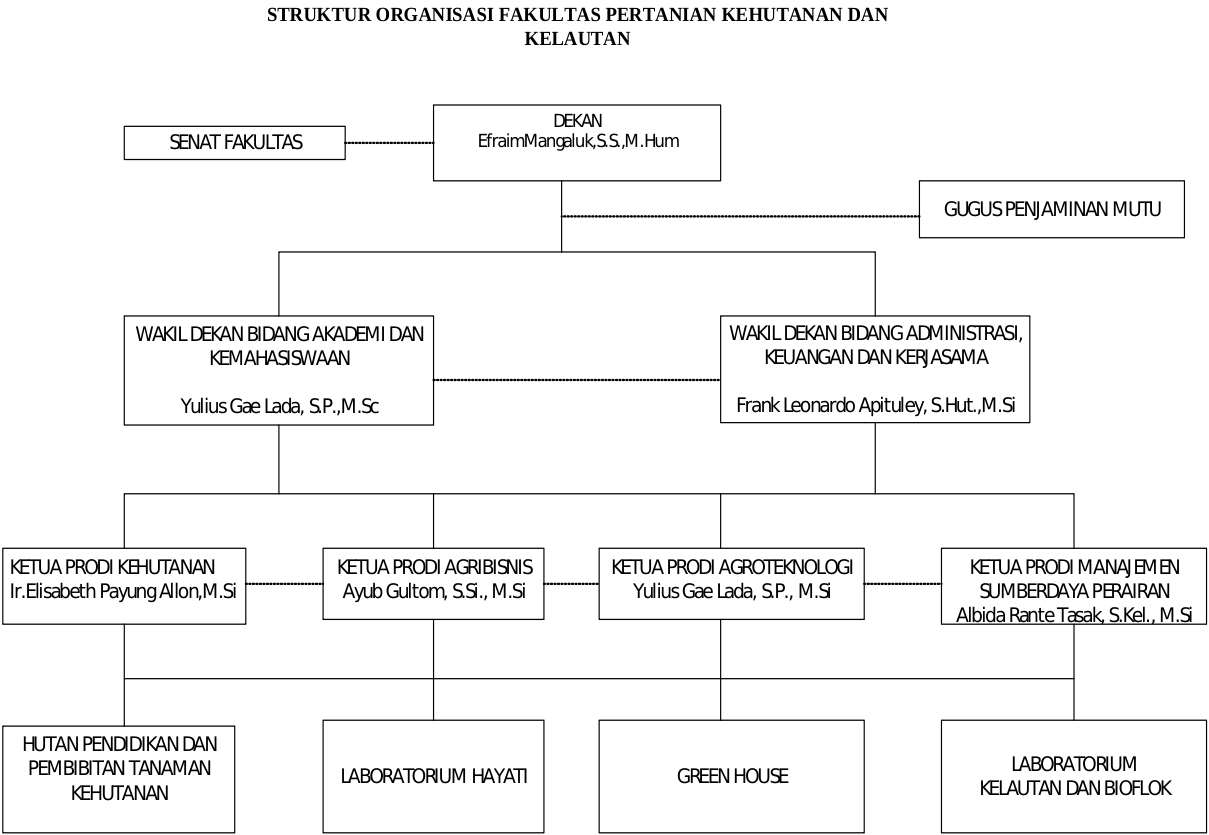 STRUKTUR ORGANISASI FAKULTAS PERTANIAN KEHUTANAN DAN
KELAUTAN
DEKAN
EfraimMangaluk,S.S.,M.Hum
SENAT FAKULTAS
GUGUS PENJAMINAN MUTU
WAKIL DEKAN BIDANG AKADEMI DAN
KEMAHASISWAAN
Yulius Gae Lada, S.P.,M.Sc
WAKIL DEKAN BIDANG ADMINISTRASI,
KEUANGAN DAN KERJASAMA
Frank Leonardo Apituley, S.Hut.,M.Si
KETUA PRODI KEHUTANAN
Ir.Elisabeth Payung Allon,M.Si
KETUA PRODI AGRIBISNIS
Ayub Gultom, S.Si., M.Si
KETUA PRODI AGROTEKNOLOGI
Yulius Gae Lada, S.P., M.Si
KETUA PRODI MANAJEMEN
SUMBERDAYA PERAIRAN
Albida Rante Tasak, S.Kel., M.Si
HUTAN PENDIDIKAN DAN
PEMBIBITAN TANAMAN
KEHUTANAN
LABORATORIUM HAYATI
GREEN HOUSE
LABORATORIUM
KELAUTAN DAN BIOFLOK